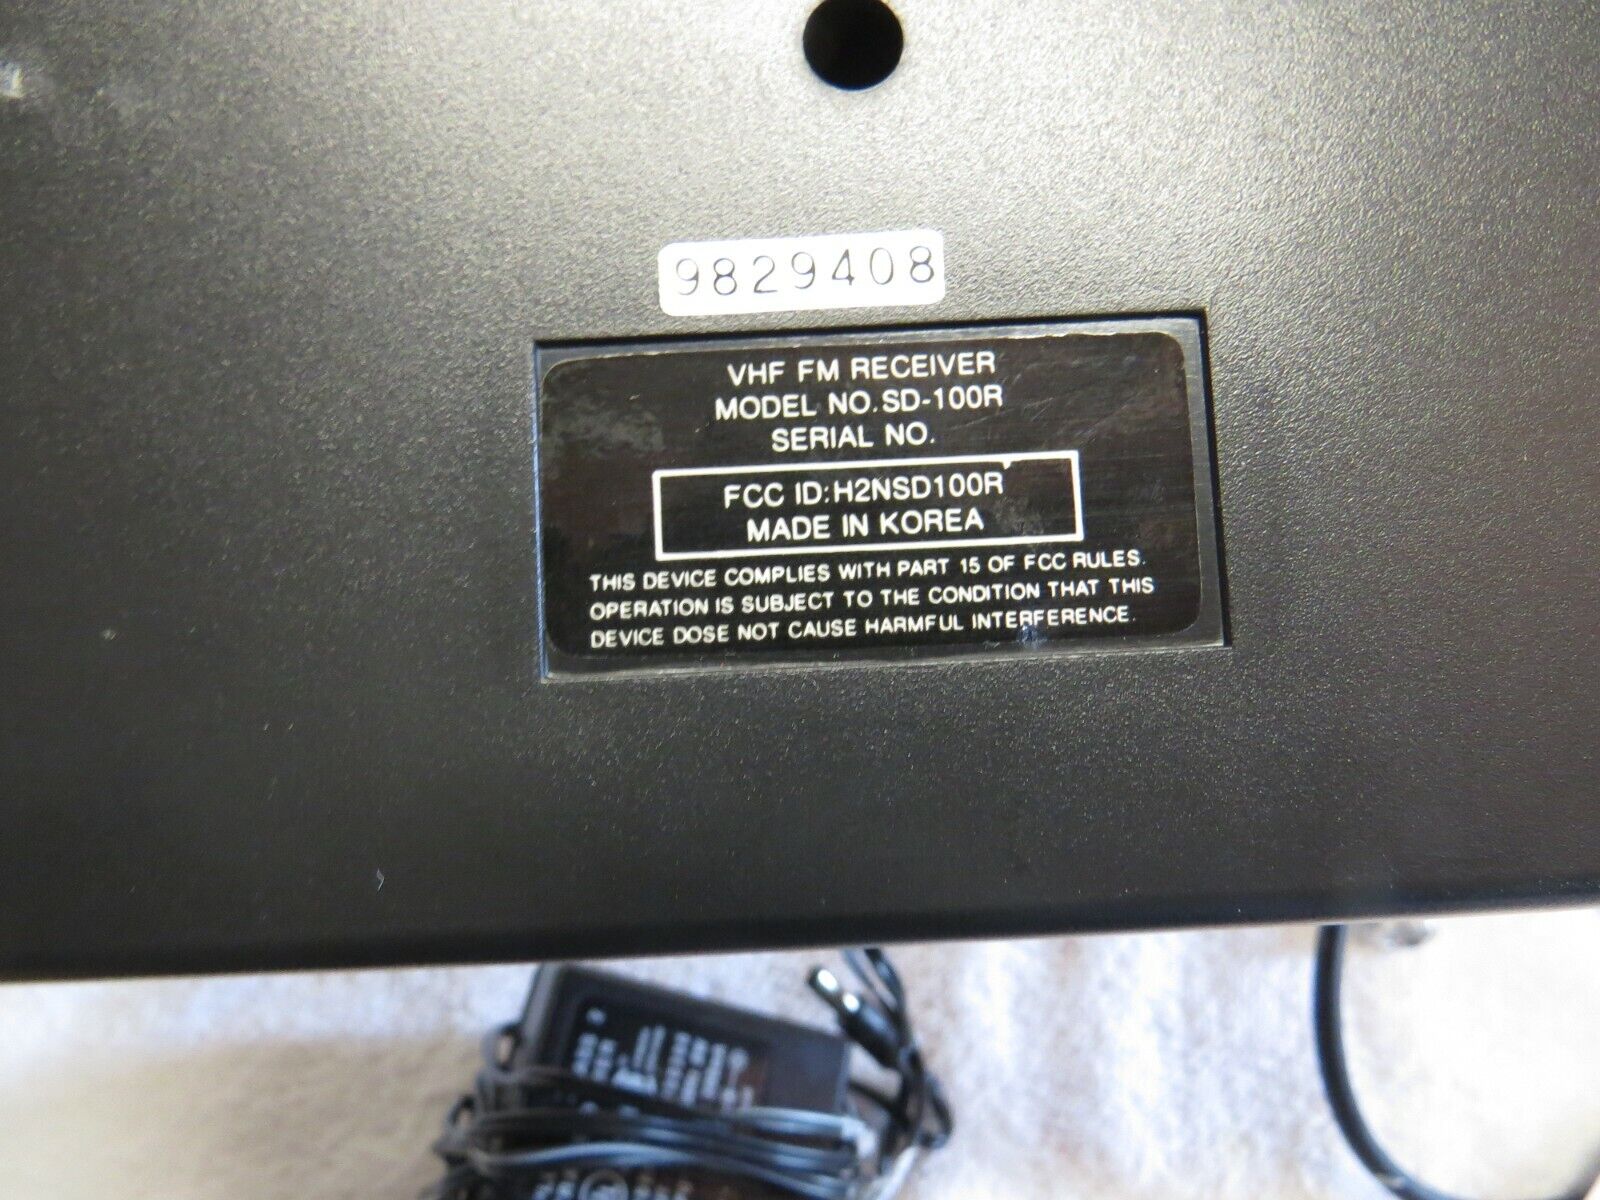 9829408
VHF FM RECEIVER
MODEL NO. SD-100R
SERIAL NO.
FCC ID: H2NSD100R
MADE IN KOREA
THIS DEVICE COMPLIES WITH PART 15 OF FCC RULES.
OPERATION IS SUBJECT TO THE CONDITION THAT THIS
DEVICE DOSE NOT CAUSE HARMFUL INTERFERENCE.